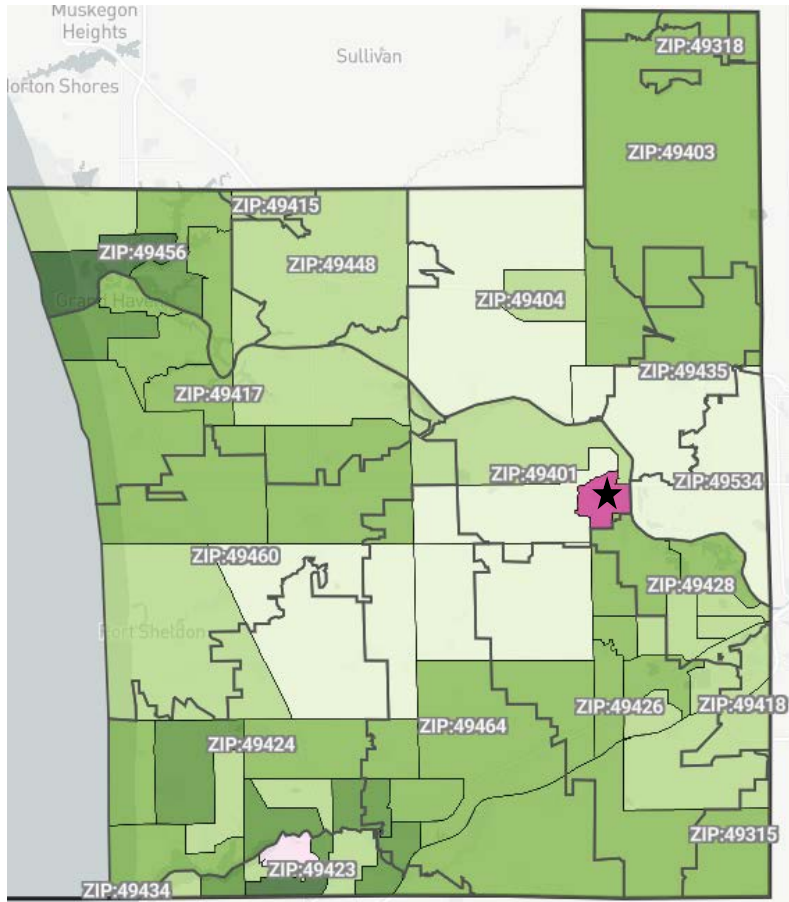 Muskegon
Heights
Sullivan
orton Shores
ZIP:49318
ZIP:49403
ZIP:49415
ZIP:49456
ZIP:49448
Grand Haven
ZIP:49404
ZIP:49435
ZIP:49417
ZIP:49401
ZIP:49534
ZIP:49460
ZIP:49428
Port Sheldon
ZIP:49426
ZIP:49418
ZIP:49464
ZIP:49424
ZIP:49315
ZIP:49423
ZIP:49434